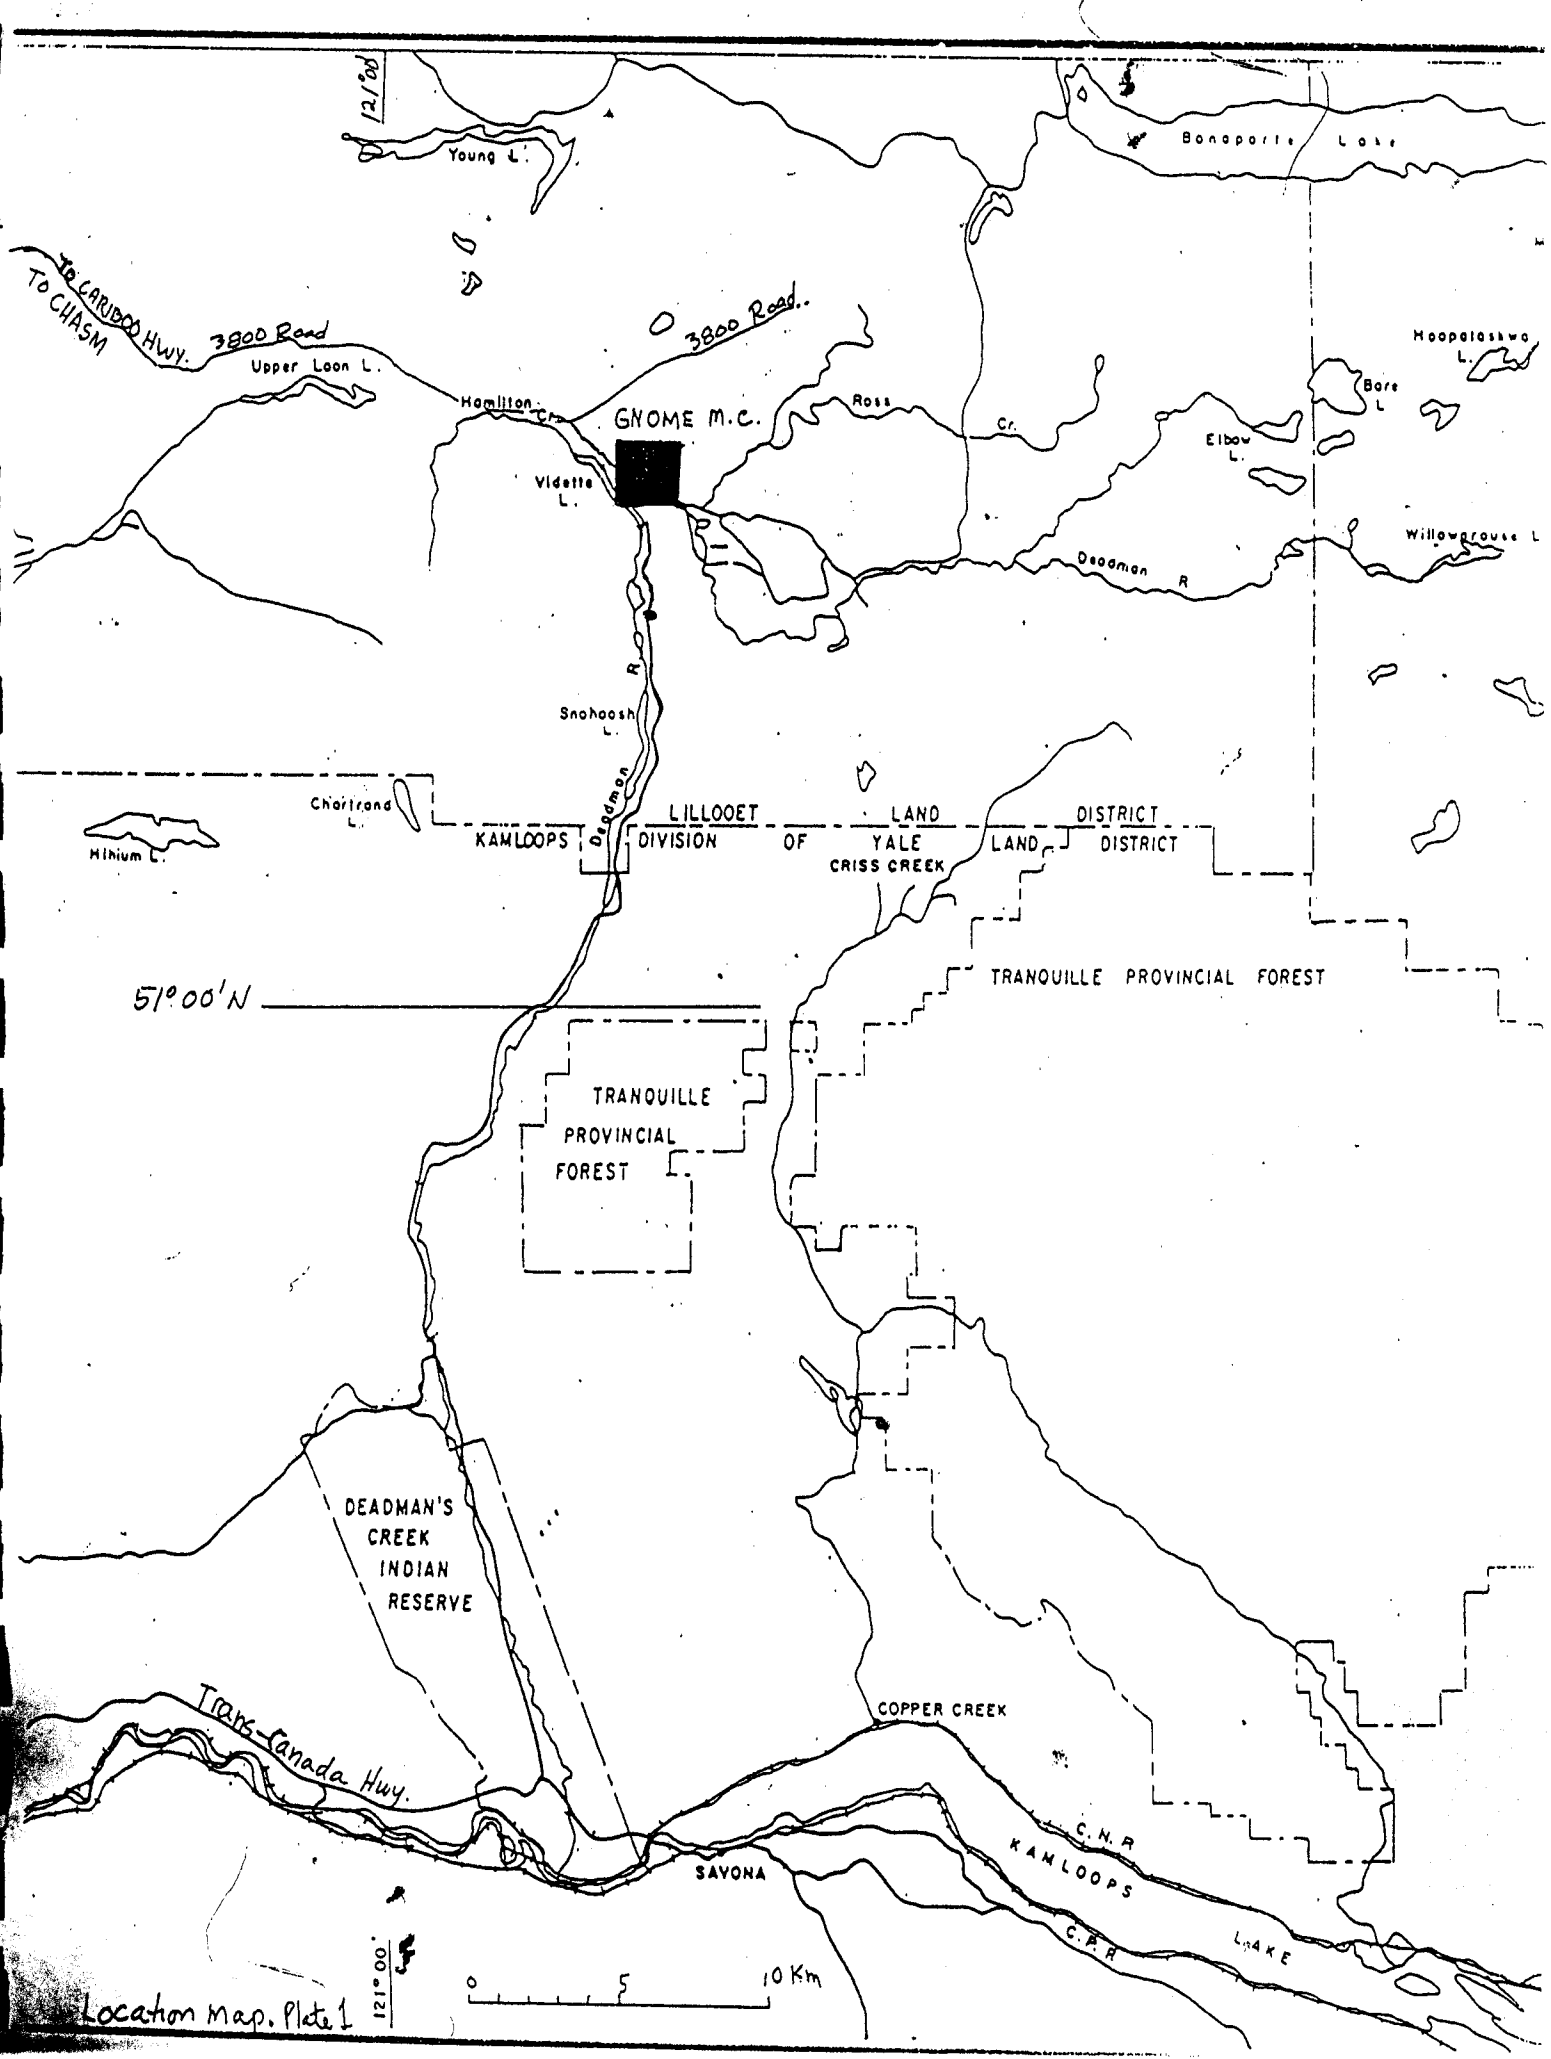 121°00'
Young L.
Bonaparte Lake
TO CARIBOO HWY.
TO CHASM
3800 Road
3800 Road..
Upper Loon L.
Hamilton Cr.
GNOME M.C.
Ross Cr.
Elbow
L.
Bare
L
L.
Vidette
L.
Deadman R
R
Snohoosh
L.
Deadman
Chartrand
L.
Hihium L.
LILLOOET LAND DISTRICT
KAMLOOPS DIVISION OF YALE LAND DISTRICT
CRISS CREEK
TRANQUILLE PROVINCIAL FOREST
51°00'N
TRANQUILLE
PROVINCIAL
FOREST
DEADMAN'S
CREEK
INDIAN
RESERVE
Trans-Canada Hwy.
COPPER CREEK
C.N.R
KAMLOOPS
LAKE
SAVONA
C.P.R
121°00'
0 5 10 Km
Location Map. Plate 1